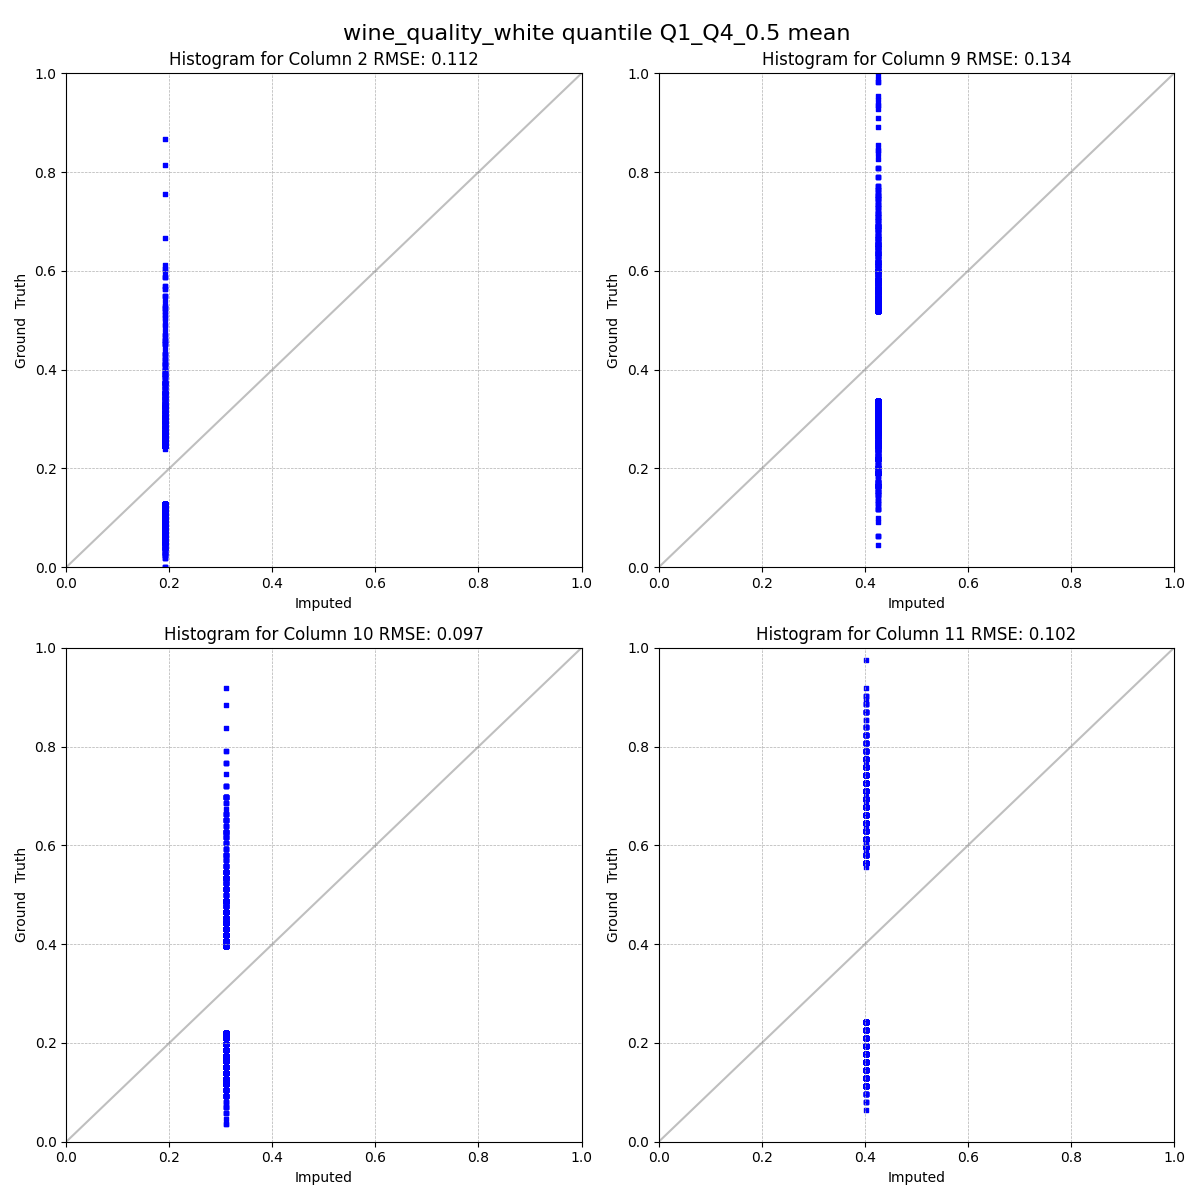 wine_quality_white quantile Q1_Q4_0.5 mean
Histogram for Column 2 RMSE: 0.112
1.0
0.8
0.6
0.4
0.2
0.0
Ground Truth
0.0 0.2 0.4 0.6 0.8 1.0
Imputed
Histogram for Column 9 RMSE: 0.134
1.0
0.8
0.6
0.4
0.2
0.0
Ground Truth
0.0 0.2 0.4 0.6 0.8 1.0
Imputed
Histogram for Column 10 RMSE: 0.097
1.0
0.8
0.6
0.4
0.2
0.0
Ground Truth
0.0 0.2 0.4 0.6 0.8 1.0
Imputed
Histogram for Column 11 RMSE: 0.102
1.0
0.8
0.6
0.4
0.2
0.0
Ground Truth
0.0 0.2 0.4 0.6 0.8 1.0
Imputed